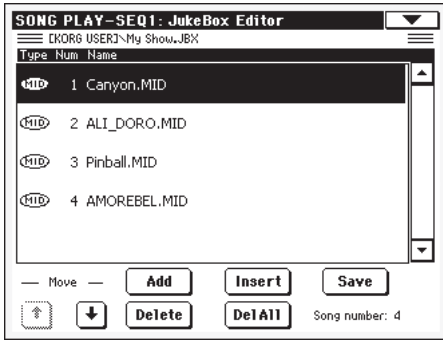 SONG PLAY-SEQ1: JukeBox Editor
[KORG USER]\My Show.JBX
Type Num Name
MID 1 Canyon.MID
MID 2 ALI_DORO.MID
MID 3 Pinball.MID
MID 4 AMOREBEL.MID
— Move — Add Insert Save
Delete DelAll Song number: 4